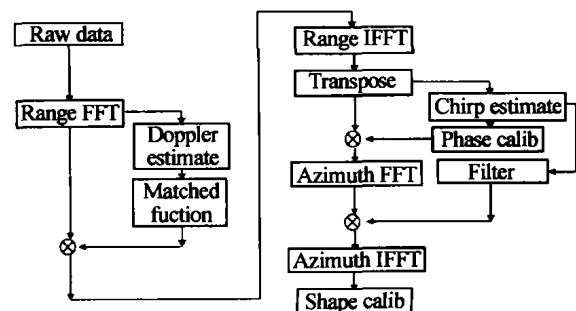 Raw data
Range FFT
Doppler
estimate
Matched
fuction
Range IFFT
Transpose
Chirp estimate
Phase calib
Azimuth FFT
Filter
Azimuth IFFT
Shape calib